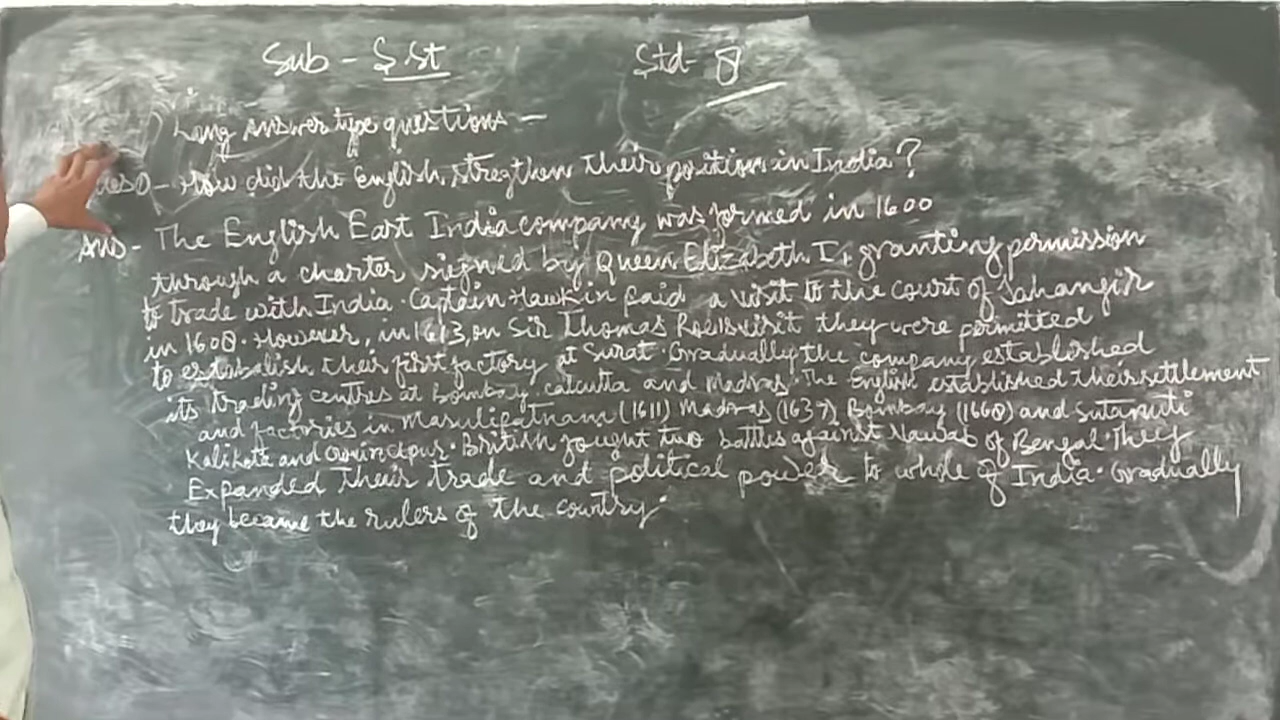 Sub - S.St Std- 8
Long Answer type questions -
Ques1) - How did the English stregthen their position in India?
Ans - The English East India company was formed in 1600
through a charter signed by Queen Elizabeth I, granting permission
to trade with India. Captain Hawkin paid a visit to the court of Jahangir
in 1608. However, in 1613, on Sir Thomas Roe's visit they were permitted
to establish their first factory at Surat. Gradually the company established
its trading centres at Bombay, calcutta and Madras. The English established their settlement
and factories in Masulipatnam (1611) Madras (1637) Bombay (1668) and Sutanuti
Kalikata and Govindpur. British fought two battles against Nawab of Bengal. They
Expanded their trade and political power to whole of India. Gradually
they became the rulers of the country.